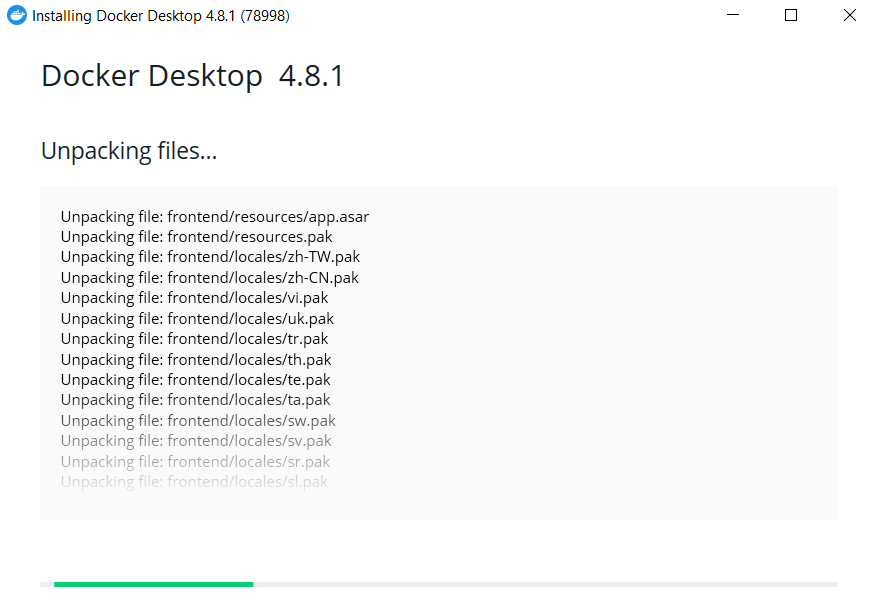 Installing Docker Desktop 4.8.1 (78998)
Docker Desktop 4.8.1
Unpacking files...
Unpacking file: frontend/resources/app.asar
Unpacking file: frontend/resources.pak
Unpacking file: frontend/locales/zh-TW.pak
Unpacking file: frontend/locales/zh-CN.pak
Unpacking file: frontend/locales/vi.pak
Unpacking file: frontend/locales/uk.pak
Unpacking file: frontend/locales/tr.pak
Unpacking file: frontend/locales/th.pak
Unpacking file: frontend/locales/te.pak
Unpacking file: frontend/locales/ta.pak
Unpacking file: frontend/locales/sw.pak
Unpacking file: frontend/locales/sv.pak
Unpacking file: frontend/locales/sr.pak
Unpacking file: frontend/locales/sl.pak